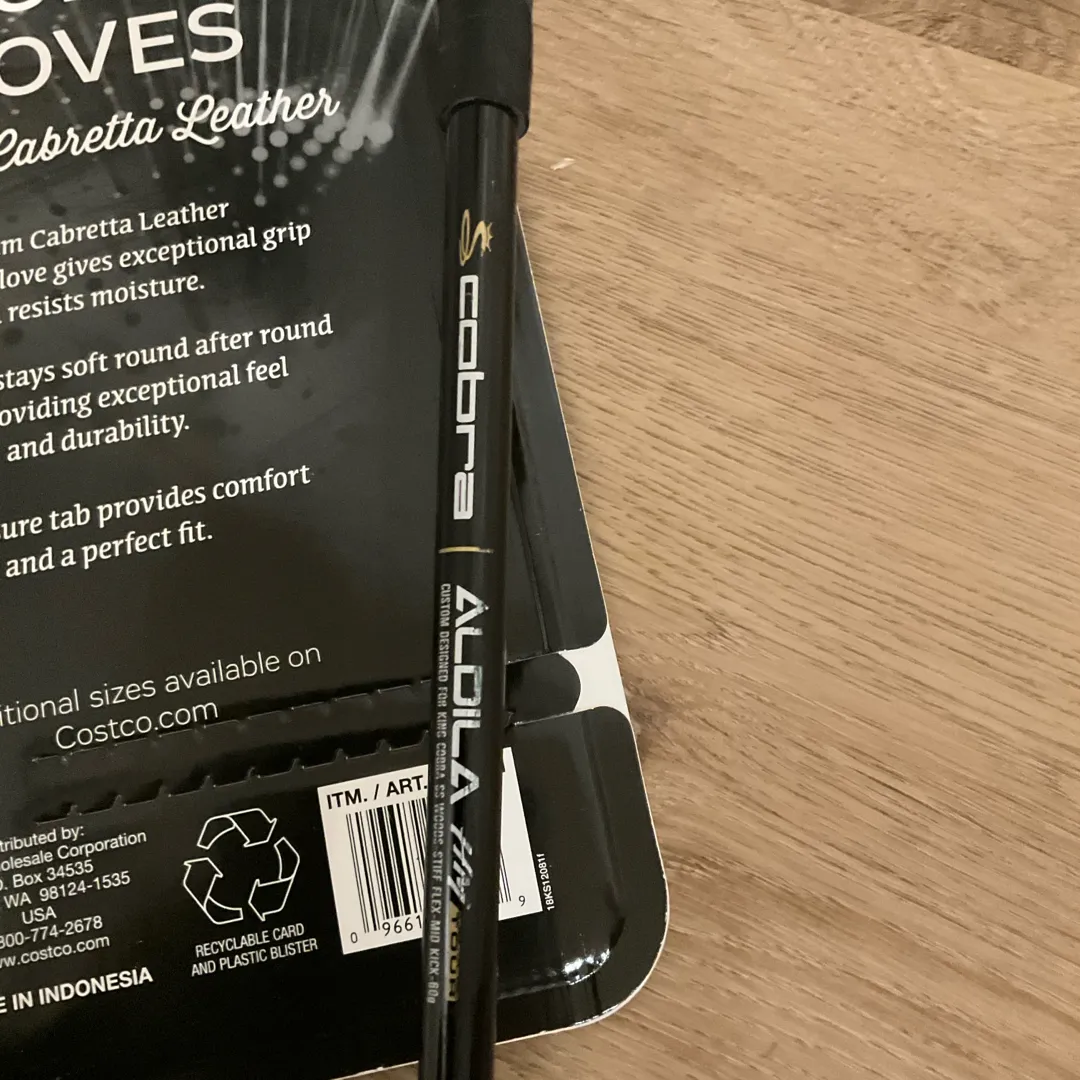 OVES
Cabretta Leather
m Cabretta Leather
love gives exceptional grip
resists moisture.
stays soft round after round
oviding exceptional feel
and durability.
ure tab provides comfort
and a perfect fit.
itional sizes available on
Costco.com
tributed by:
olesale Corporation
. Box 34535
WA 98124-1535
USA
800-774-2678
w.costco.com
E IN INDONESIA
RECYCLABLE CARD
AND PLASTIC BLISTER
ITM. / ART.
0 9661
9
18KS120811
cobra
ALDILA
CUSTOM DESIGNED FOR KING COBRA SS WOODS-STIFF FLEX-MID KICK-60g